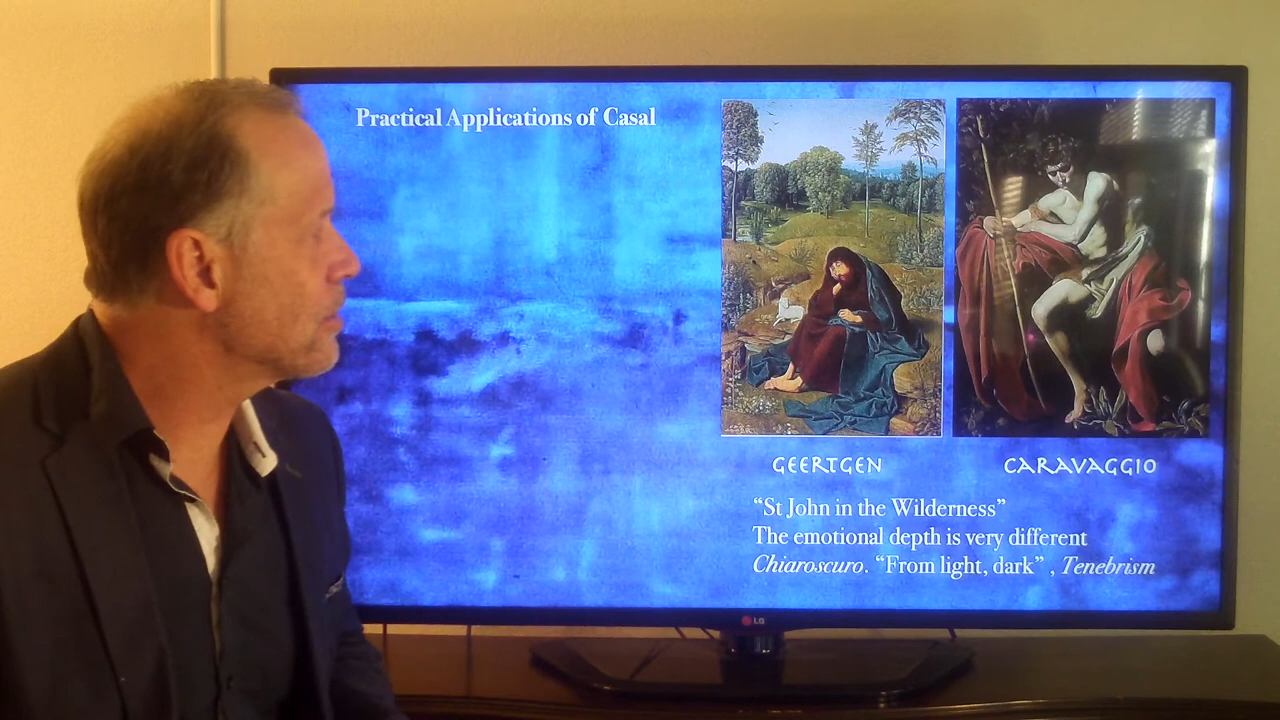 Practical Applications of Casal
GEERTGEN
CARAVAGGIO
“St John in the Wilderness”
The emotional depth is very different
Chiaroscuro. “From light, dark” , Tenebrism
LG